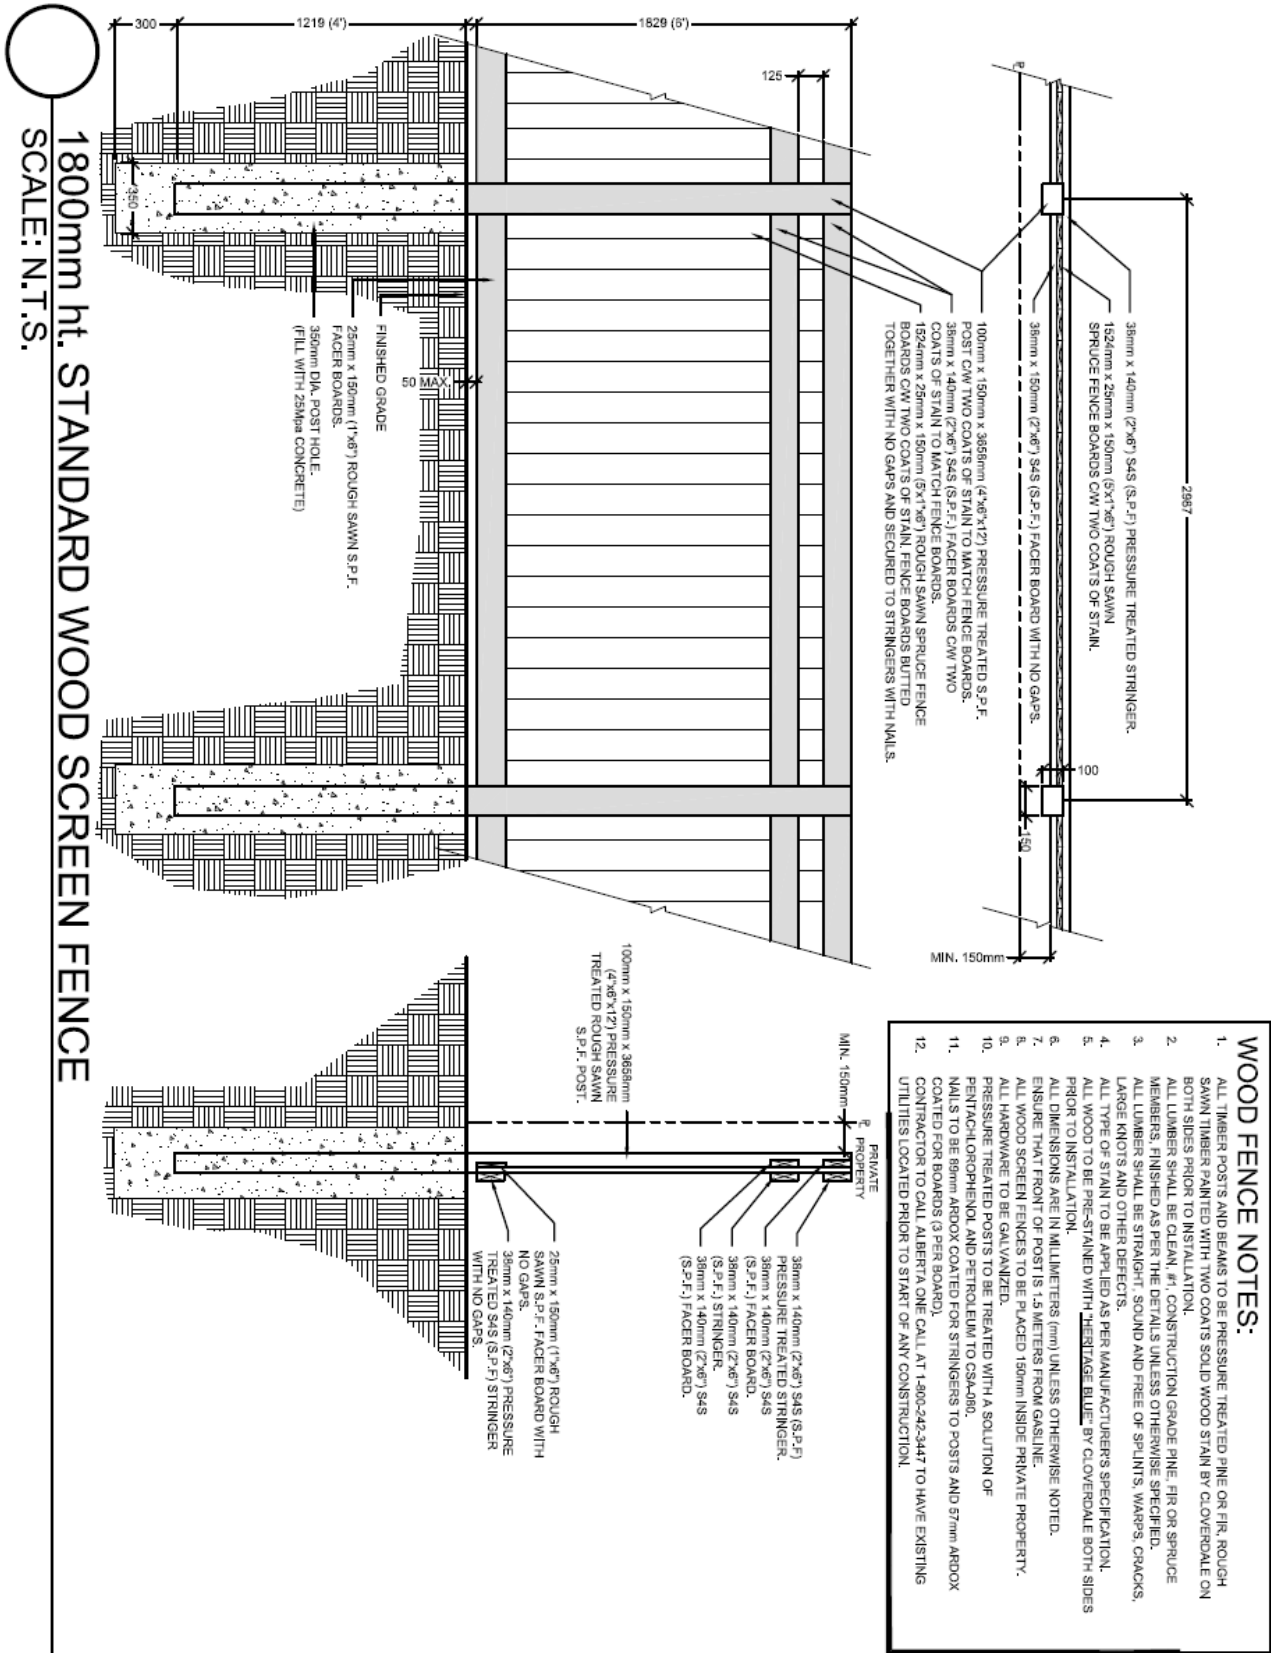 2987
100
150
MIN. 150mm
38mm x 140mm (2"x6") S4S (S.P.F) PRESSURE TREATED STRINGER.
1524mm x 25mm x 150mm (5'x1"x6") ROUGH SAWN
SPRUCE FENCE BOARDS C/W TWO COATS OF STAIN.
38mm x 150mm (2"x6") S4S (S.P.F.) FACER BOARD WITH NO GAPS.
100mm x 150mm x 3658mm (4"x6"x12') PRESSURE TREATED S.P.F.
POST C/W TWO COATS OF STAIN TO MATCH FENCE BOARDS.
38mm x 140mm (2"x6") S4S (S.P.F.) FACER BOARDS C/W TWO
COATS OF STAIN TO MATCH FENCE BOARDS.
1524mm x 25mm x 150mm (5'x1"x6") ROUGH SAWN SPRUCE FENCE
BOARDS C/W TWO COATS OF STAIN. FENCE BOARDS BUTTED
TOGETHER WITH NO GAPS AND SECURED TO STRINGERS WITH NAILS.
125
1829 (6')
1219 (4')
300
350
50 MAX.
FINISHED GRADE
25mm x 150mm (1"x6") ROUGH SAWN S.P.F.
FACER BOARDS.
350mm DIA. POST HOLE.
(FILL WITH 25Mpa CONCRETE)
WOOD FENCE NOTES:
1. ALL TIMBER POSTS AND BEAMS TO BE PRESSURE TREATED PINE OR FIR, ROUGH
SAWN TIMBER PAINTED WITH TWO COATS SOLID WOOD STAIN BY CLOVERDALE ON
BOTH SIDES PRIOR TO INSTALLATION.
2. ALL LUMBER SHALL BE CLEAN, #1, CONSTRUCTION GRADE PINE, FIR OR SPRUCE
MEMBERS, FINISHED AS PER THE DETAILS UNLESS OTHERWISE SPECIFIED.
3. ALL LUMBER SHALL BE STRAIGHT, SOUND AND FREE OF SPLINTS, WARPS, CRACKS,
LARGE KNOTS AND OTHER DEFECTS.
4. ALL TYPE OF STAIN TO BE APPLIED AS PER MANUFACTURER'S SPECIFICATION.
5. ALL WOOD TO BE PRE-STAINED WITH "HERITAGE BLUE" BY CLOVERDALE BOTH SIDES
PRIOR TO INSTALLATION.
6. ALL DIMENSIONS ARE IN MILLIMETERS (mm) UNLESS OTHERWISE NOTED.
7. ENSURE THAT FRONT OF POST IS 1.5 METERS FROM GASLINE.
8. ALL WOOD SCREEN FENCES TO BE PLACED 150mm INSIDE PRIVATE PROPERTY.
9. ALL HARDWARE TO BE GALVANIZED.
10. PRESSURE TREATED POSTS TO BE TREATED WITH A SOLUTION OF
PENTACHLOROPHENOL AND PETROLEUM TO CSA-080.
11. NAILS TO BE 89mm ARDOX COATED FOR STRINGERS TO POSTS AND 57mm ARDOX
COATED FOR BOARDS (3 PER BOARD).
12. CONTRACTOR TO CALL ALBERTA ONE CALL AT 1-800-242-3447 TO HAVE EXISTING
UTILITIES LOCATED PRIOR TO START OF ANY CONSTRUCTION.
PRIVATE
PROPERTY
MIN. 150mm
100mm x 150mm x 3658mm
(4"x6"x12') PRESSURE
TREATED ROUGH SAWN
S.P.F. POST.
38mm x 140mm (2"x6") S4S (S.P.F)
PRESSURE TREATED STRINGER.
38mm x 140mm (2"x6") S4S
(S.P.F.) FACER BOARD.
38mm x 140mm (2"x6") S4S
(S.P.F.) STRINGER.
38mm x 140mm (2"x6") S4S
(S.P.F.) FACER BOARD.
25mm x 150mm (1"x6") ROUGH
SAWN S.P.F. FACER BOARD WITH
NO GAPS.
38mm x 140mm (2"x6") PRESSURE
TREATED S4S (S.P.F) STRINGER
WITH NO GAPS.
1800mm ht. STANDARD WOOD SCREEN FENCE
SCALE: N.T.S.